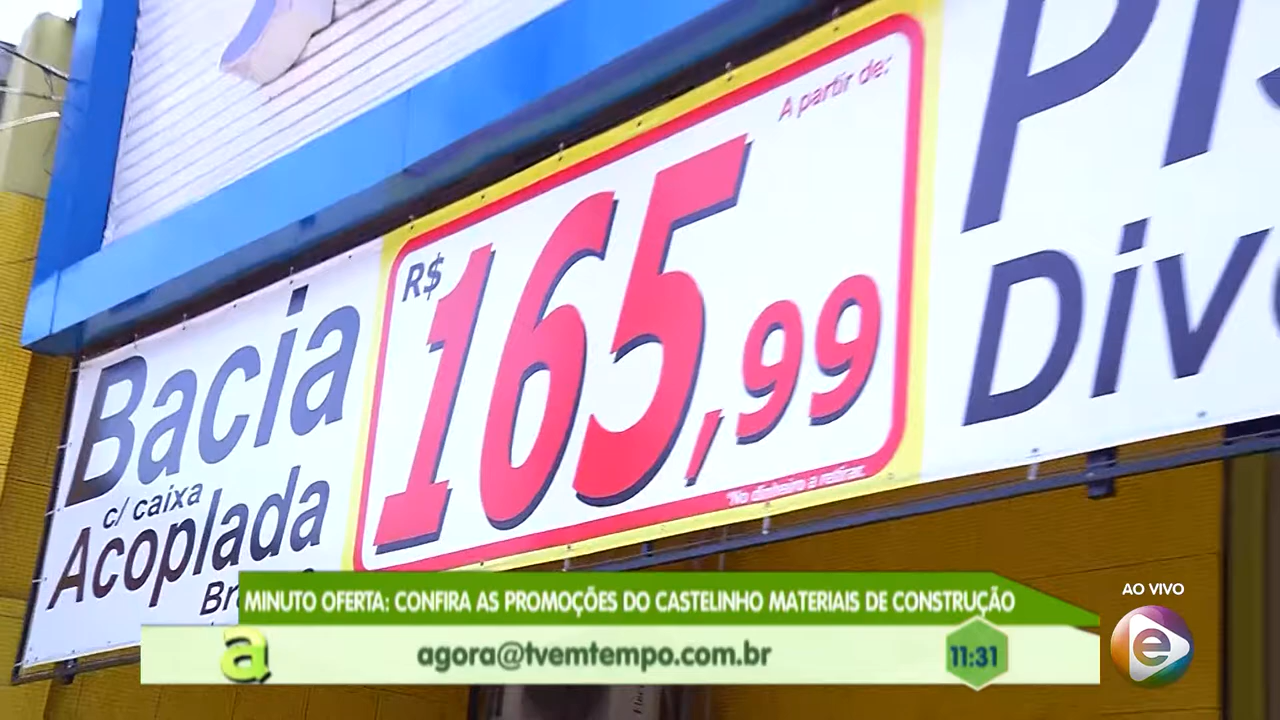 A partir de:
R$ 165,99
*No dinheiro a retirar.
Bacia
c/ caixa
Acoplada
MINUTO OFERTA: CONFIRA AS PROMOÇÕES DO CASTELINHO MATERIAIS DE CONSTRUÇÃO
a
agora@tvemtempo.com.br
11:31
AO VIVO
e